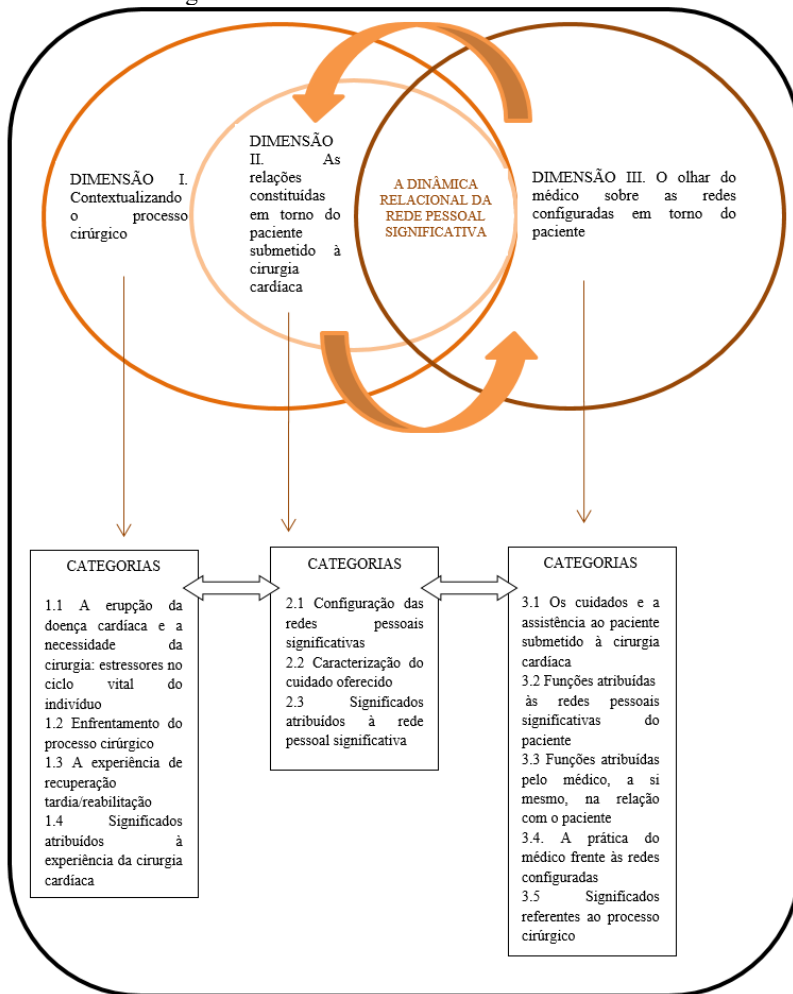 DIMENSÃO I.
Contextualizando
o processo
cirúrgico
DIMENSÃO
II. As
relações
constituídas
em torno do
paciente
submetido à
cirurgia
cardíaca
A DINÂMICA
RELACIONAL DA
REDE PESSOAL
SIGNIFICATIVA
DIMENSÃO III. O olhar do
médico sobre as redes
configuradas em torno do
paciente
CATEGORIAS
1.1 A erupção da
doença cardíaca e a
necessidade da
cirurgia: estressores no
ciclo vital do
indivíduo
1.2 Enfrentamento do
processo cirúrgico
1.3 A experiência de
recuperação
tardia/reabilitação
1.4 Significados
atribuídos à
experiência da cirurgia
cardíaca
CATEGORIAS
2.1 Configuração das
redes pessoais
significativas
2.2 Caracterização do
cuidado oferecido
2.3 Significados
atribuídos à rede
pessoal significativa
CATEGORIAS
3.1 Os cuidados e a
assistência ao paciente
submetido à cirurgia
cardíaca
3.2 Funções atribuídas
às redes pessoais
significativas do
paciente
3.3 Funções atribuídas
pelo médico, a si
mesmo, na relação
com o paciente
3.4. A prática do
médico frente às redes
configuradas
3.5 Significados
referentes ao processo
cirúrgico